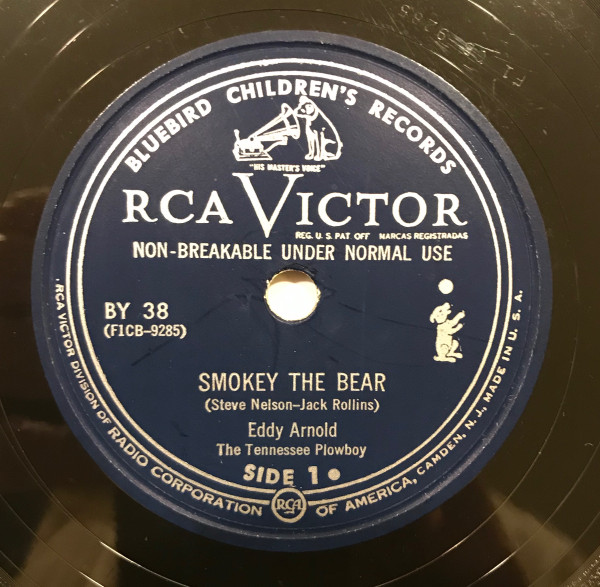 BLUEBIRD CHILDREN'S RECORDS
"HIS MASTER'S VOICE"
RCA VICTOR
REG. U. S. PAT. OFF. MARCAS REGISTRADAS
NON-BREAKABLE UNDER NORMAL USE
BY 38
(F1CB-9285)
SMOKEY THE BEAR
(Steve Nelson-Jack Rollins)
Eddy Arnold
The Tennessee Plowboy
SIDE 1
RCA VICTOR DIVISION OF RADIO CORPORATION OF AMERICA, CAMDEN, N. J., MADE IN U. S. A.
RCA